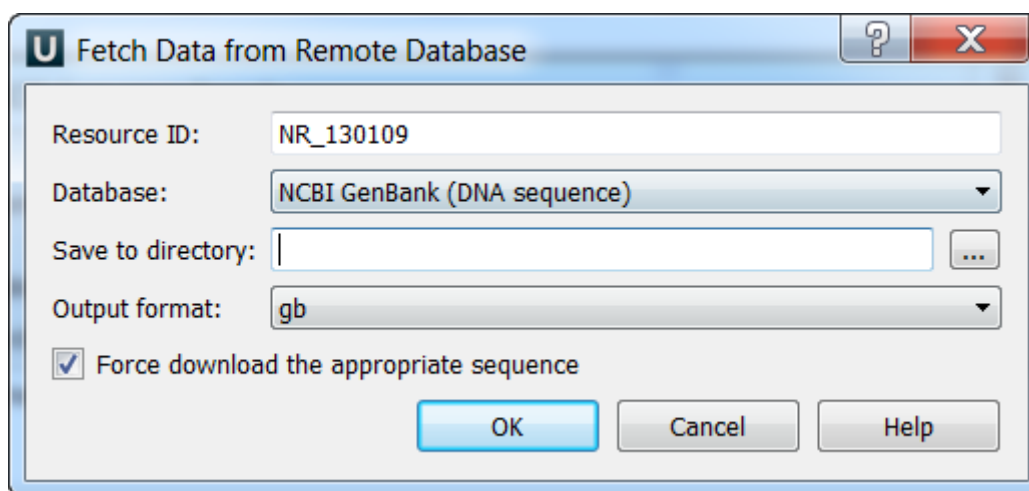 U Fetch Data from Remote Database
Resource ID: NR_130109
Database: NCBI GenBank (DNA sequence)
Save to directory: ...
Output format: gb
Force download the appropriate sequence
OK Cancel Help